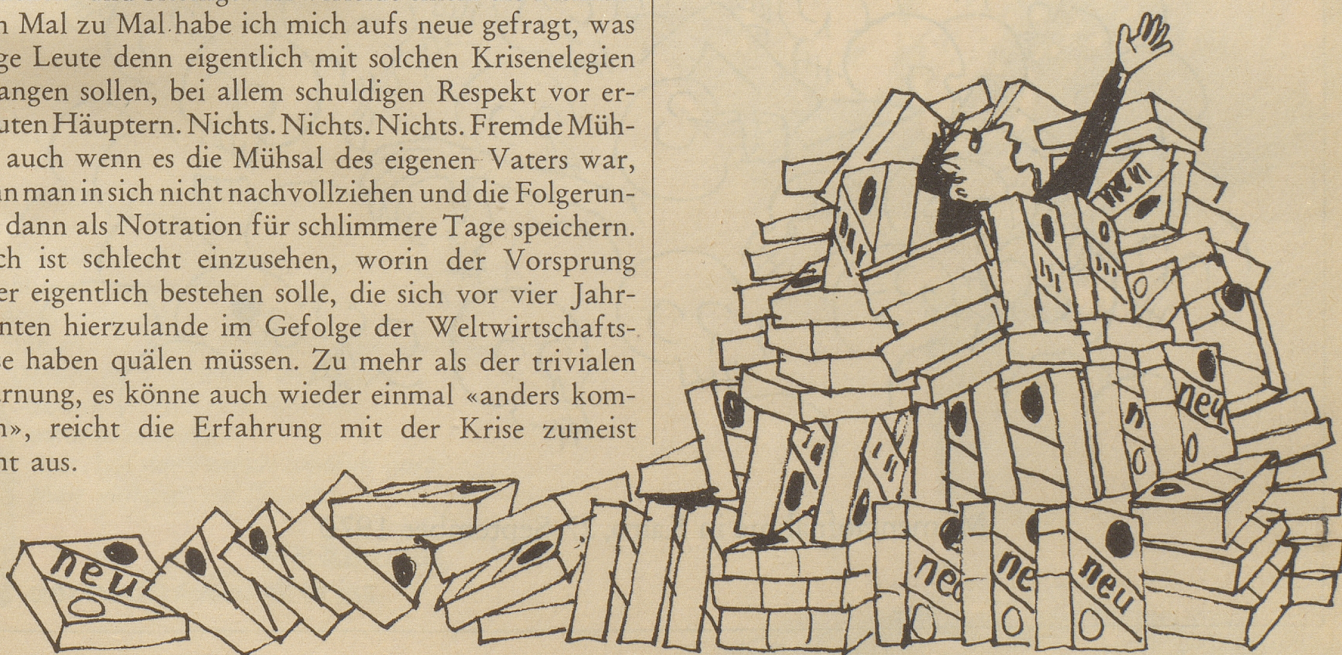 n Mal zu Mal habe ich mich aufs neue gefragt, was
ge Leute denn eigentlich mit solchen Krisenelegien
angen sollen, bei allem schuldigen Respekt vor er-
uten Häuptern. Nichts. Nichts. Nichts. Fremde Müh-
auch wenn es die Mühsal des eigenen Vaters war,
nn man in sich nicht nachvollziehen und die Folgerun-
dann als Notration für schlimmere Tage speichern.
ch ist schlecht einzusehen, worin der Vorsprung
er eigentlich bestehen solle, die sich vor vier Jahr-
nten hierzulande im Gefolge der Weltwirtschafts-
se haben quälen müssen. Zu mehr als der trivialen
rnung, es könne auch wieder einmal «anders kom-
n», reicht die Erfahrung mit der Krise zumeist
ht aus.
neu
neu
n
neu
neu
ne
neu